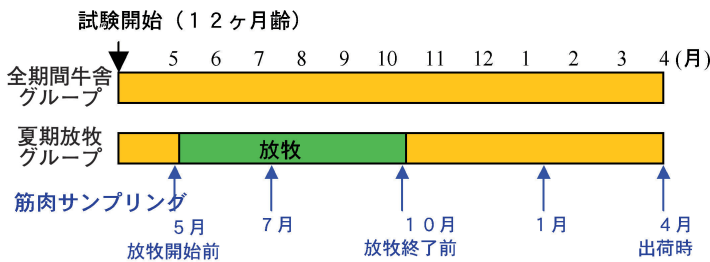 試験開始（１２ヶ月齢）
5 6 7 8 9 10 11 12 1 2 3 4 (月)
全期間牛舎
グループ
夏期放牧
グループ
放牧
筋肉サンプリング
５月
放牧開始前
７月
１０月
放牧終了前
１月
４月
出荷時